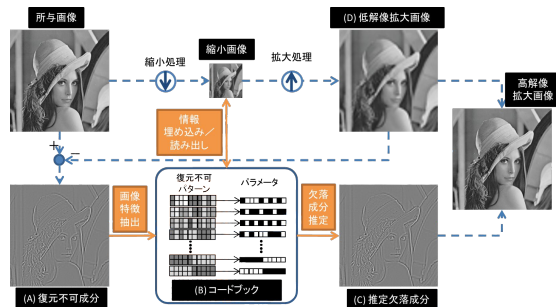 所与画像
縮小処理
縮小画像
拡大処理
(D) 低解像拡大画像
高解像
拡大画像
情報
埋め込み／
読み出し
+
−
画像
特徴
抽出
復元不可
パターン
パラメータ
欠落
成分
推定
(B) コードブック
(A) 復元不可成分
(C) 推定欠落成分